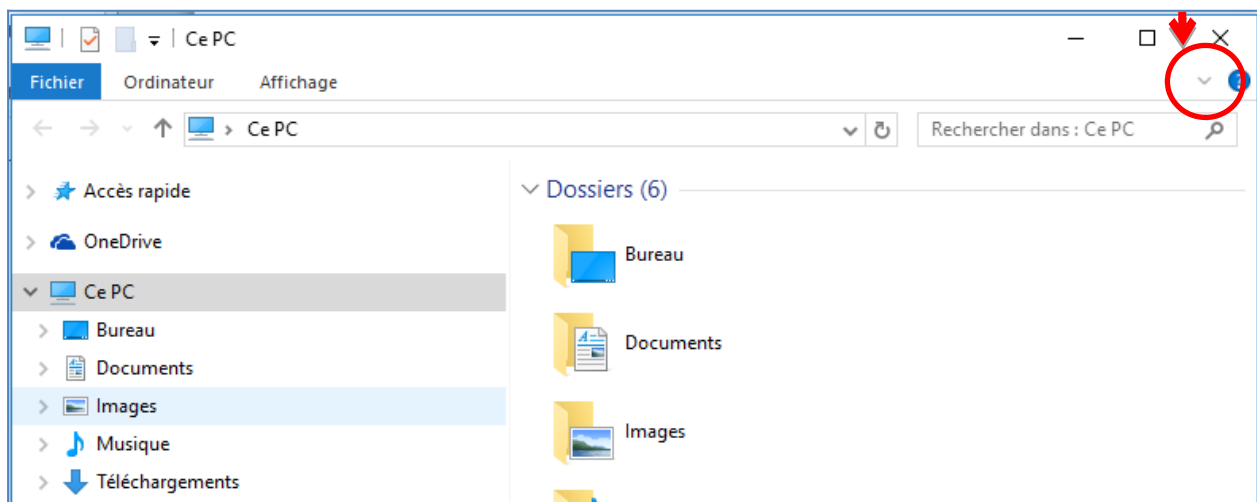 Ce PC
Fichier Ordinateur Affichage
Ce PC Rechercher dans : Ce PC
Accès rapide
OneDrive
Ce PC
Bureau
Documents
Images
Musique
Téléchargements
Dossiers (6)
Bureau
Documents
Images